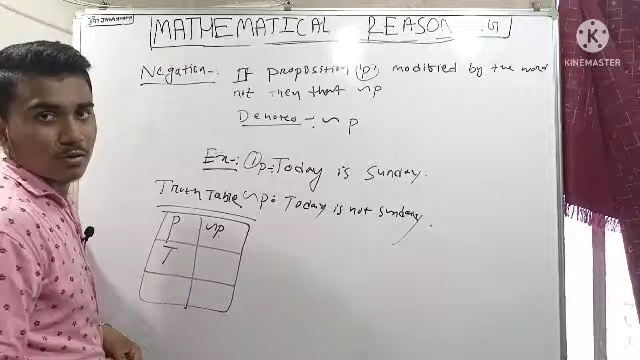 MATHEMATICAL REASON
KINEMASTER
Negation-: If proposition 'p' modified by the word
not then that ~p
Denotes -: ~ p
Ex-: ① p:- Today is sunday.
Truth Table ~p: Today is not sunday.
P ~p
T